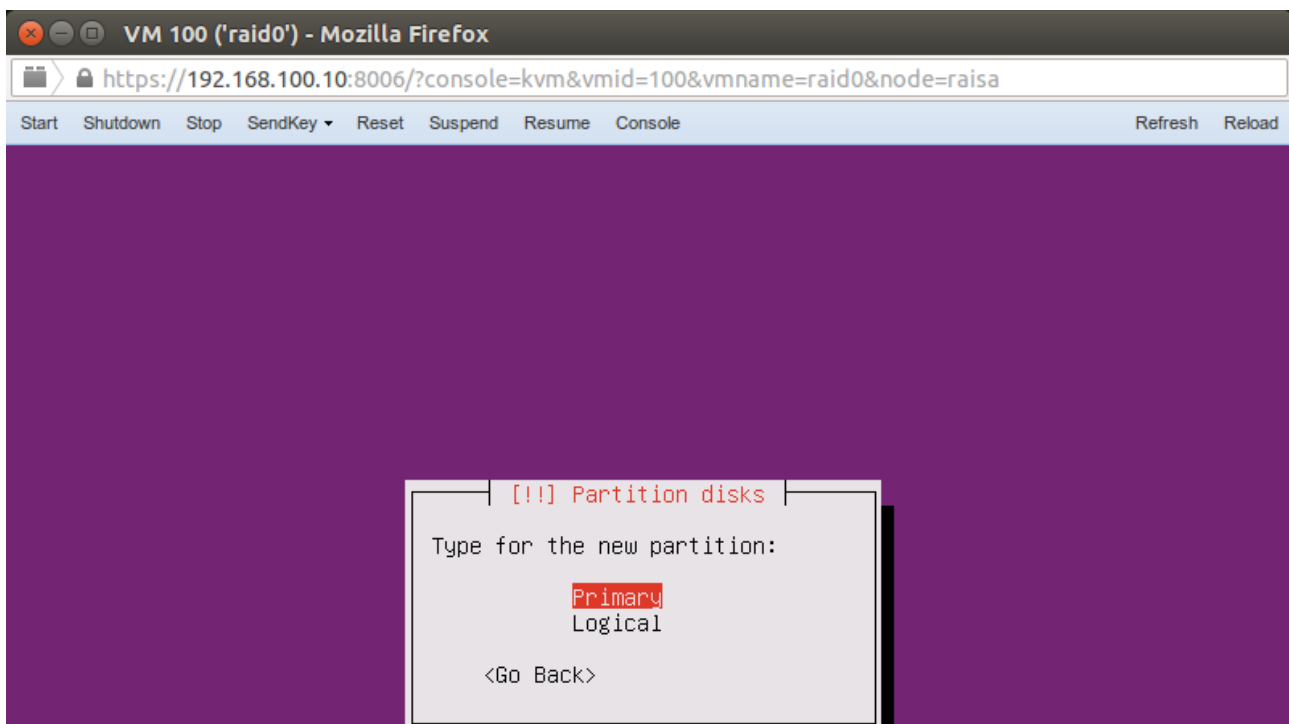 VM 100 ('raid0') - Mozilla Firefox
https://192.168.100.10:8006/?console=kvm&vmid=100&vmname=raid0&node=raisa
Start Shutdown Stop SendKey Reset Suspend Resume Console Refresh Reload
[!!] Partition disks
Type for the new partition:
Primary
Logical
<Go Back>